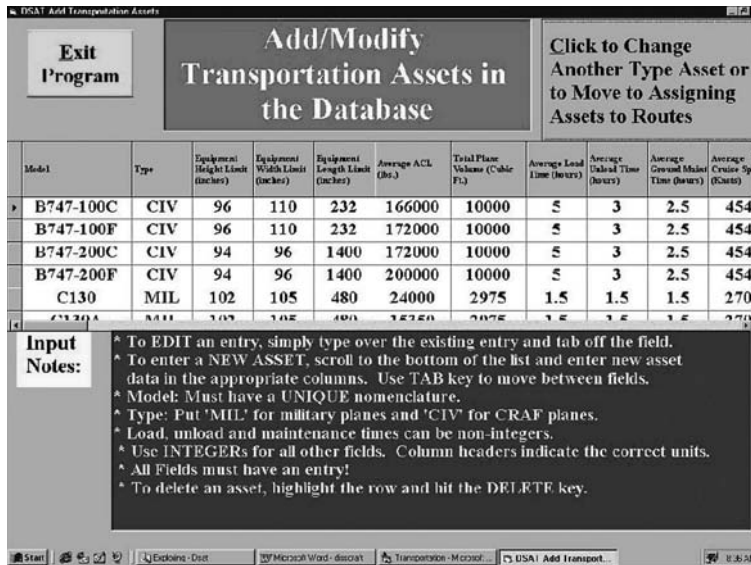 DSAT Add Transportation Assets
Exit
Program
Add/Modify
Transportation Assets in
the Database
Click to Change
Another Type Asset or
to Move to Assigning
Assets to Routes
Model Type Equipment Height Limit (inches) Equipment Width Limit (inches) Equipment Length Limit (inches) Average ACL (lbs.) Total Plane Volume (Cubic Ft.) Average Load Time (hours) Average Unload Time (hours) Average Ground Maint Time (hours) Average Cruise Sp (Knots)
B747-100C CIV 96 110 232 166000 10000 5 3 2.5 454
B747-100F CIV 96 110 232 172000 10000 5 3 2.5 454
B747-200C CIV 94 96 1400 172000 10000 5 3 2.5 454
B747-200F CIV 94 96 1400 200000 10000 5 3 2.5 454
C130 MIL 102 105 480 24000 2975 1.5 1.5 1.5 270
Input
Notes:
* To EDIT an entry, simply type over the existing entry and tab off the field.
* To enter a NEW ASSET, scroll to the bottom of the list and enter new asset
data in the appropriate columns. Use TAB key to move between fields.
* Model: Must have a UNIQUE nomenclature.
* Type: Put 'MIL' for military planes and 'CIV' for CRAF planes.
* Load, unload and maintenance times can be non-integers.
* Use INTEGERs for all other fields. Column headers indicate the correct units.
* All Fields must have an entry!
* To delete an asset, highlight the row and hit the DELETE key.
Start Exploring - Dsat Microsoft Word - Transportation - Microsof... DSAT Add Transport...